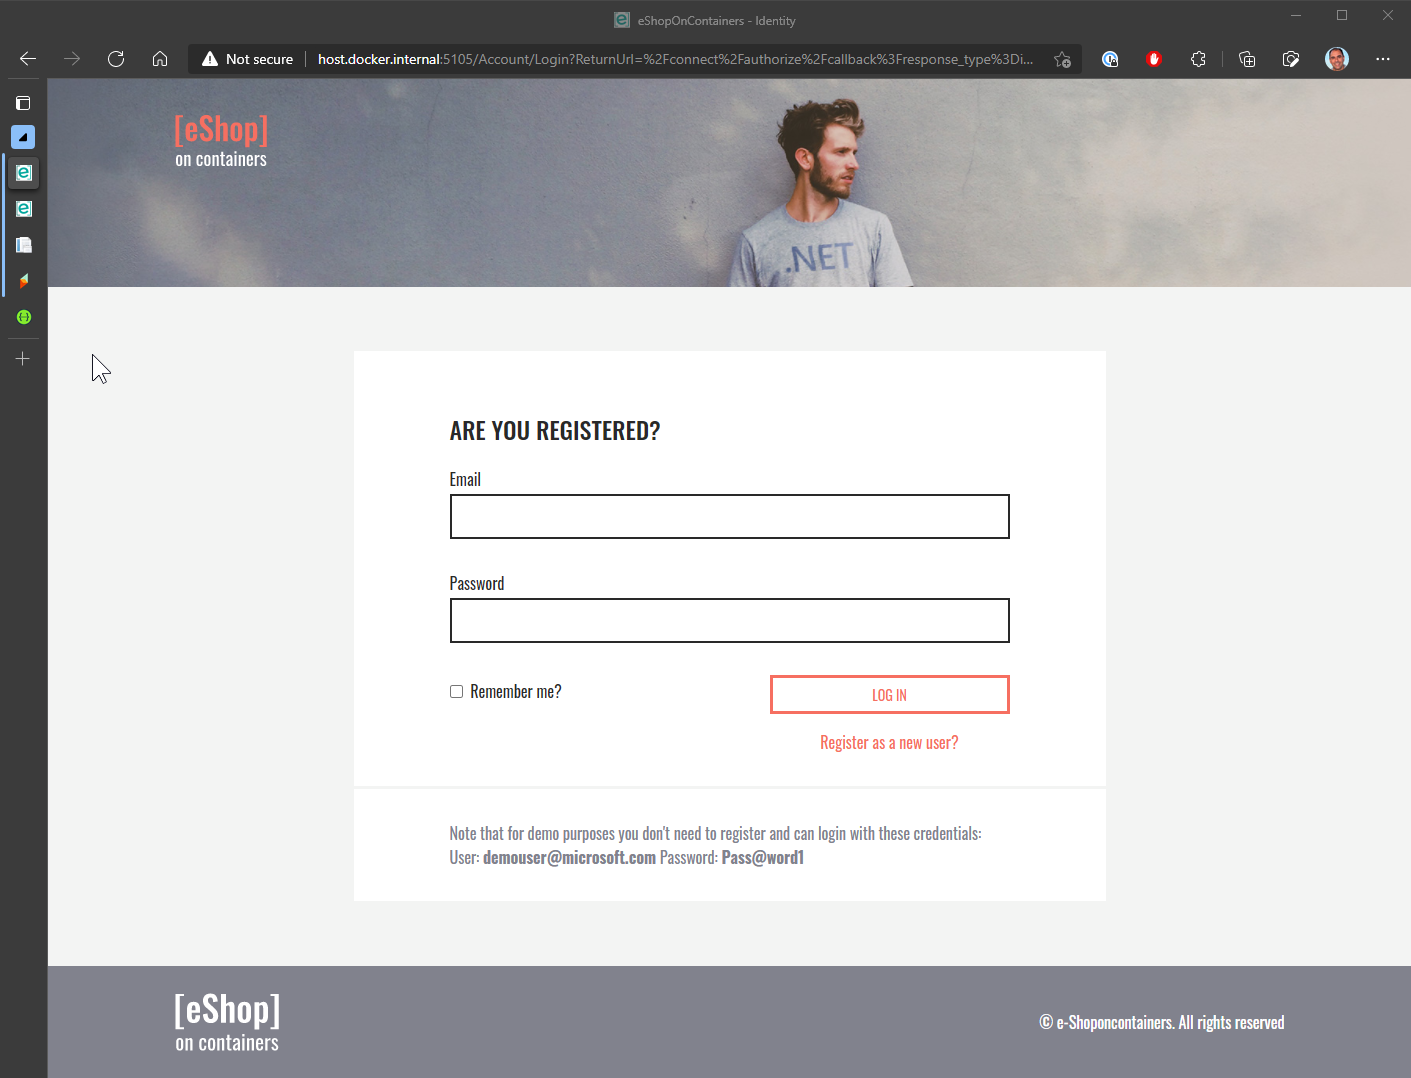 eShopOnContainers - Identity
Not secure
host.docker.internal:5105/Account/Login?ReturnUrl=%2Fconnect%2Fauthorize%2Fcallback%3Fresponse_type%3Di...
[eShop]
on containers
.NET
ARE YOU REGISTERED?
Email
Password
Remember me?
LOG IN
Register as a new user?
Note that for demo purposes you don't need to register and can login with these credentials:
User: demouser@microsoft.com Password: Pass@word1
[eShop]
on containers
© e-Shoponcontainers. All rights reserved